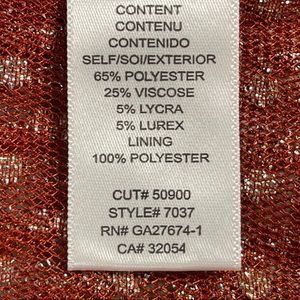 CONTENT
CONTENU
CONTENIDO
SELF/SOI/EXTERIOR
65% POLYESTER
25% VISCOSE
5% LYCRA
5% LUREX
LINING
100% POLYESTER
CUT# 50900
STYLE# 7037
RN# GA27674-1
CA# 32054